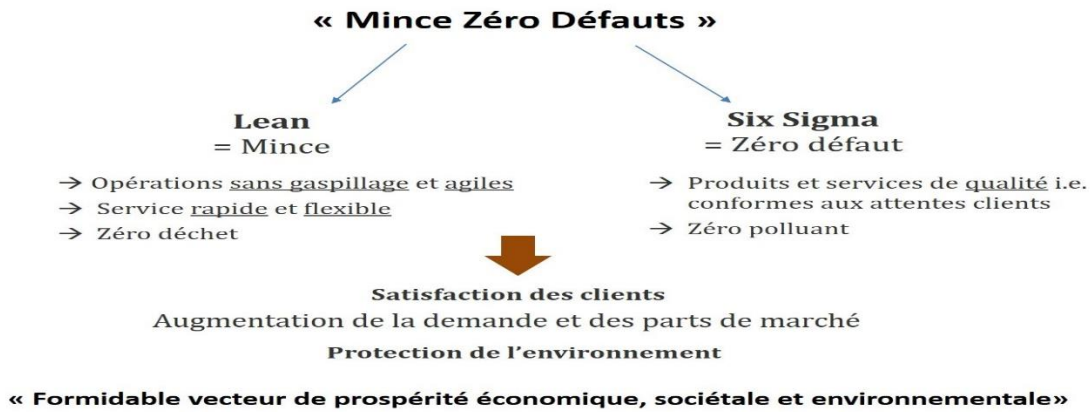 « Mince Zéro Défauts »
Lean
= Mince
→ Opérations sans gaspillage et agiles
→ Service rapide et flexible
→ Zéro déchet
Six Sigma
= Zéro défaut
→ Produits et services de qualité i.e.
conformes aux attentes clients
→ Zéro polluant
Satisfaction des clients
Augmentation de la demande et des parts de marché
Protection de l’environnement
« Formidable vecteur de prospérité économique, sociétale et environnementale»